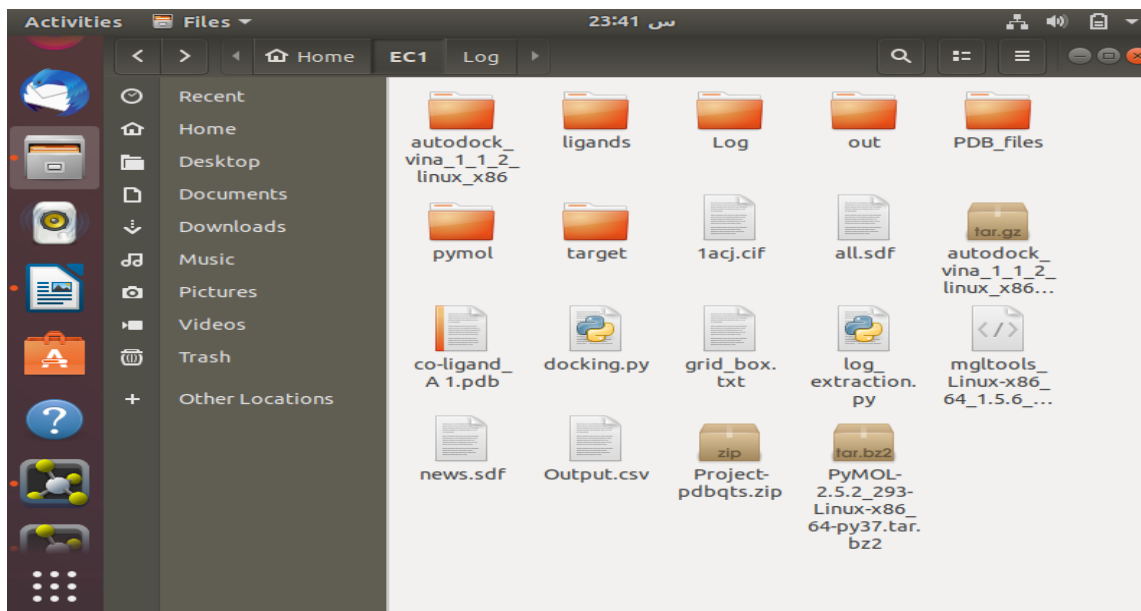 Activities
Files
23:41 س
Home
EC1
Log
Recent
Home
Desktop
Documents
Downloads
Music
Pictures
Videos
Trash
Other Locations
autodock_
vina_1_1_2_
linux_x86
ligands
Log
out
PDB_files
pymol
target
1acj.cif
all.sdf
tar.gz
autodock_
vina_1_1_2_
linux_x86...
co-ligand_
A 1.pdb
docking.py
grid_box.
txt
log_
extraction.
py
mgltools_
Linux-x86_
64_1.5.6_...
news.sdf
Output.csv
zip
Project-
pdbqts.zip
tar.bz2
PyMOL-
2.5.2_293-
Linux-x86_
64-py37.tar.
bz2